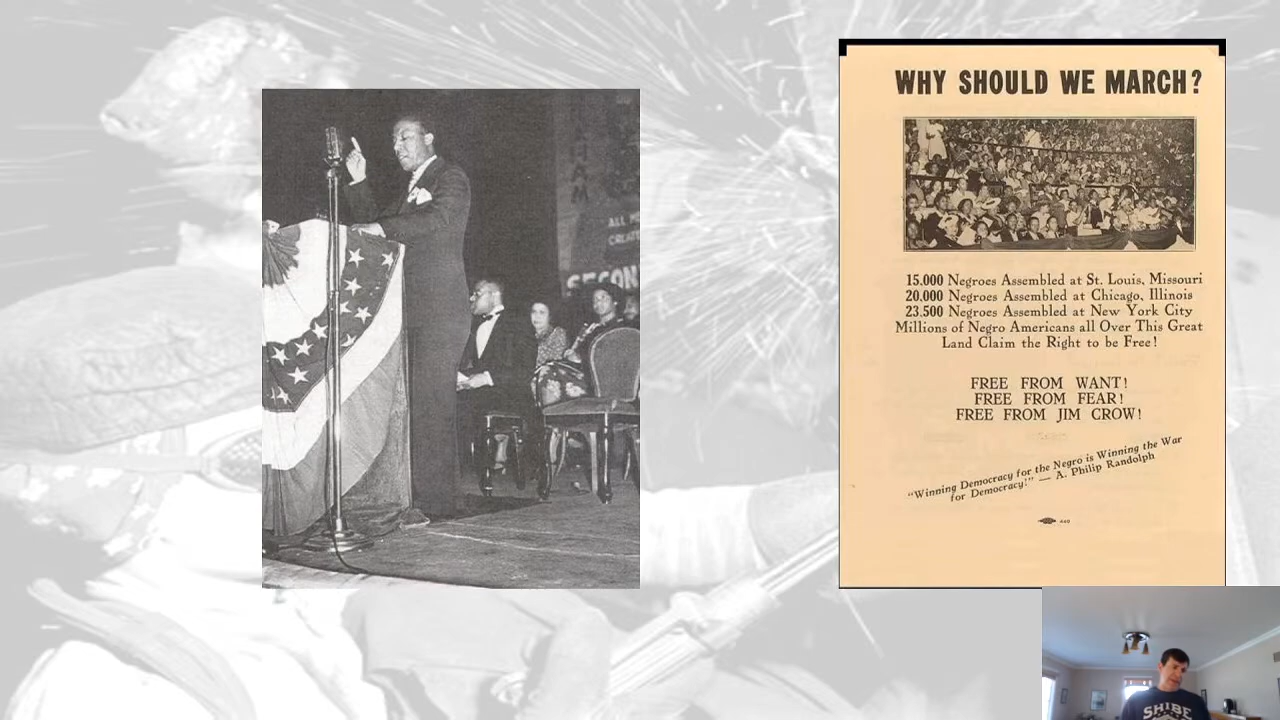 ALL
SECON
WHY SHOULD WE MARCH?
15.000 Negroes Assembled at St. Louis, Missouri
20.000 Negroes Assembled at Chicago, Illinois
23.500 Negroes Assembled at New York City
Millions of Negro Americans all Over This Great
Land Claim the Right to be Free!
FREE FROM WANT!
FREE FROM FEAR!
FREE FROM JIM CROW!
"Winning Democracy for the Negro is Winning the War
for Democracy!" — A. Philip Randolph
SHIBE